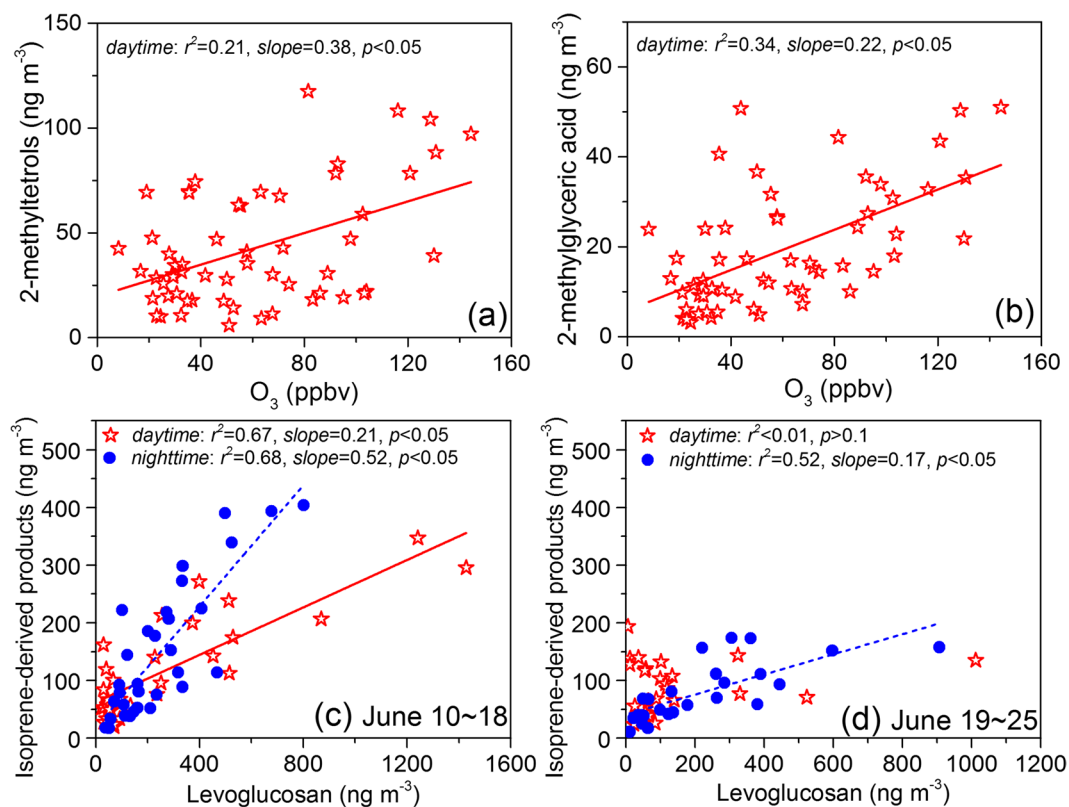 daytime: r²=0.21, slope=0.38, p<0.05
(a)
2-methyltetrols (ng m⁻³)
150
100
50
0
0 40 80 120 160
O₃ (ppbv)
daytime: r²=0.34, slope=0.22, p<0.05
(b)
2-methylglyceric acid (ng m⁻³)
60
40
20
0
0 40 80 120 160
O₃ (ppbv)
daytime: r²=0.67, slope=0.21, p<0.05
nighttime: r²=0.68, slope=0.52, p<0.05
(c) June 10~18
Isoprene-derived products (ng m⁻³)
500
400
300
200
100
0
0 400 800 1200 1600
Levoglucosan (ng m⁻³)
daytime: r²<0.01, p>0.1
nighttime: r²=0.52, slope=0.17, p<0.05
(d) June 19~25
Isoprene-derived products (ng m⁻³)
500
400
300
200
100
0
0 200 400 600 800 1000 1200
Levoglucosan (ng m⁻³)